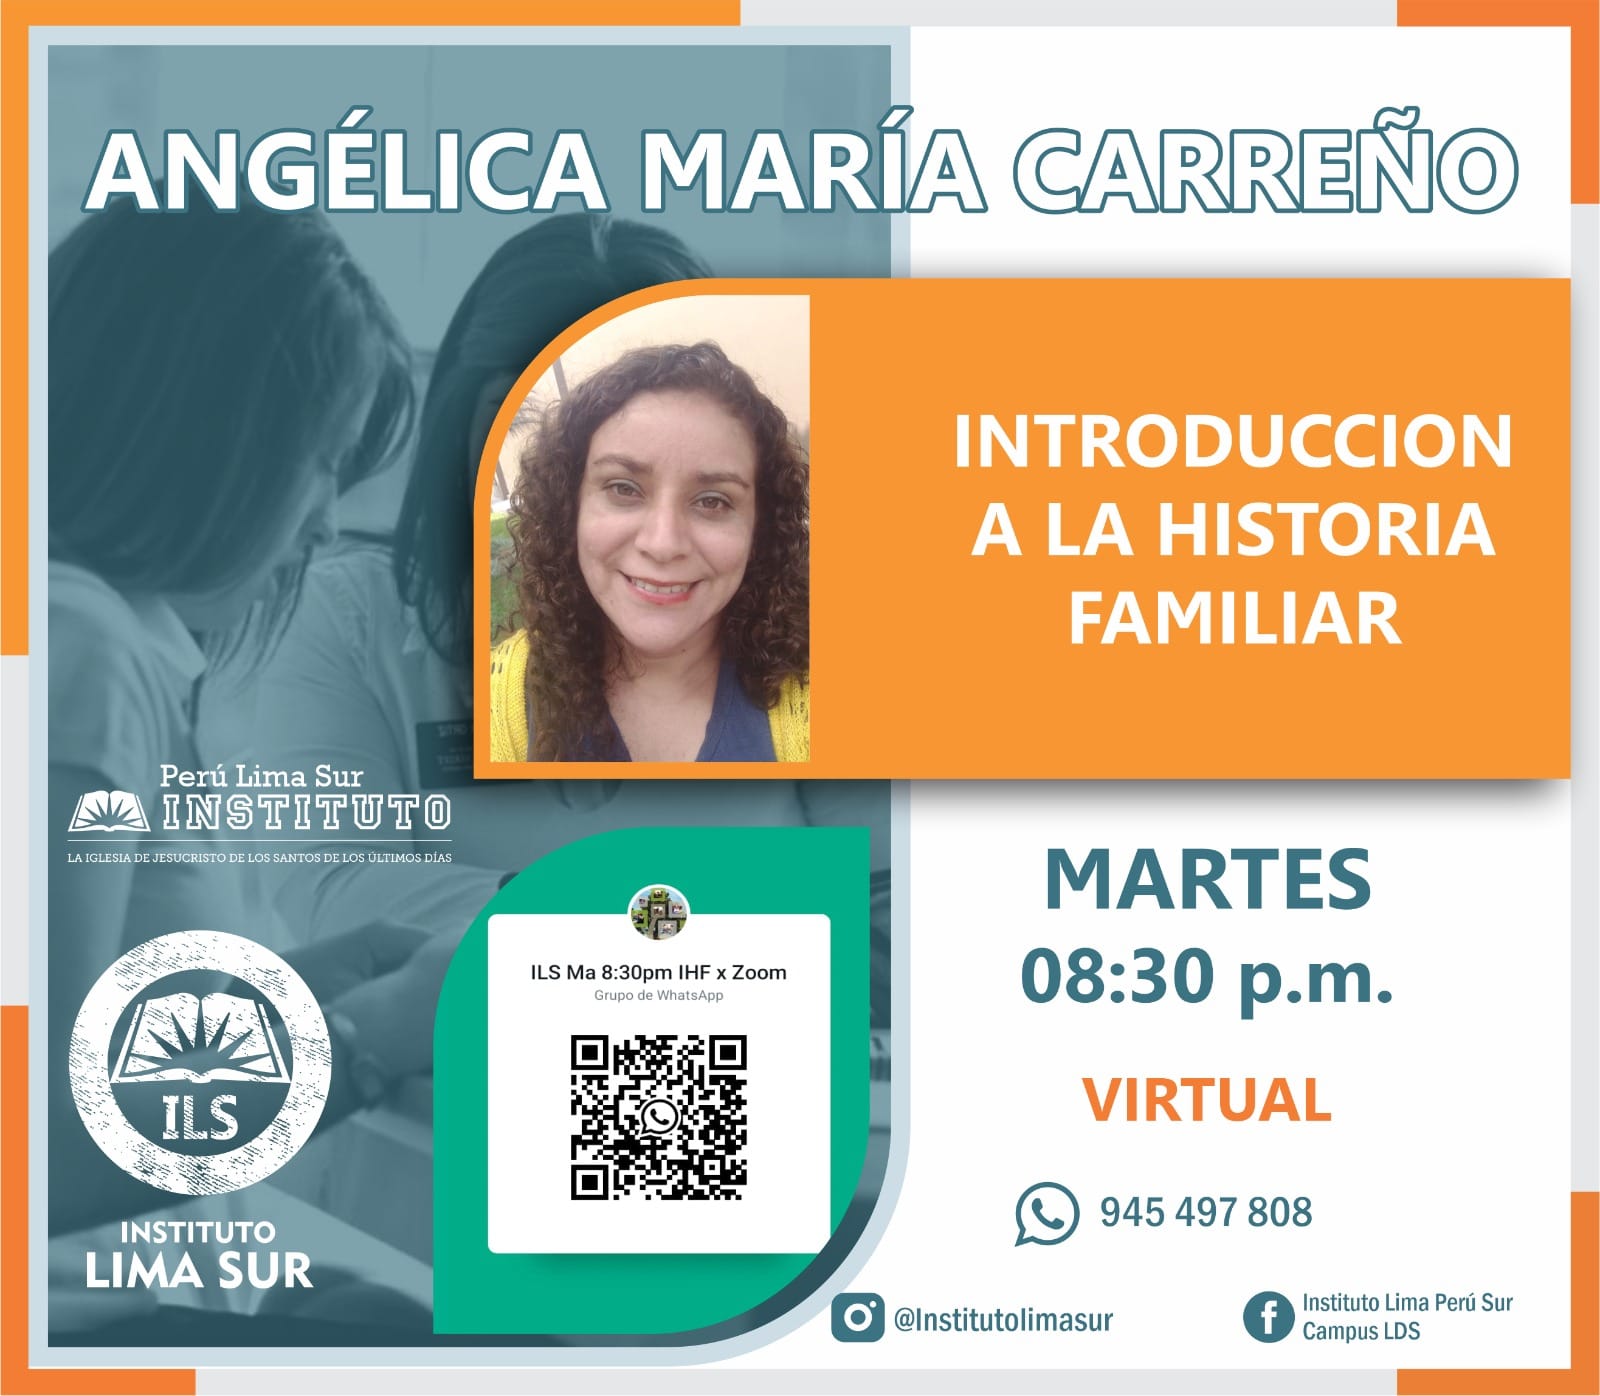 ANGÉLICA MARÍA CARREÑO
INTRODUCCION
A LA HISTORIA
FAMILIAR
Perú Lima Sur
INSTITUTO
LA IGLESIA DE JESUCRISTO DE LOS SANTOS DE LOS ÚLTIMOS DÍAS
ILS
INSTITUTO
LIMA SUR
ILS Ma 8:30pm IHF x Zoom
Grupo de WhatsApp
MARTES
08:30 p.m.
VIRTUAL
945 497 808
@Institutolimasur
Instituto Lima Perú Sur
Campus LDS